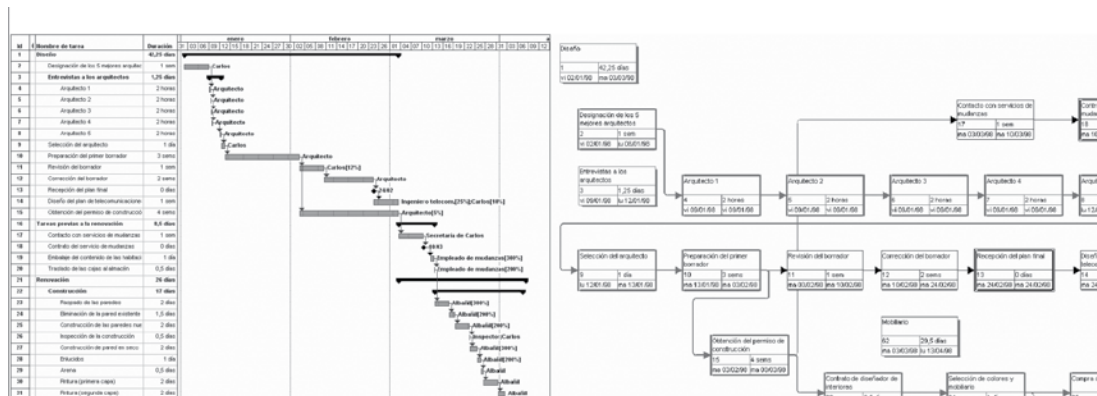 enero febrero marzo
Id Nombre de tarea Duración
1 Diseño 41,25 días
2 Designación de los 5 mejores arquitec 1 sem Carlos
3 Entrevistas a los arquitectos 1,25 días
4 Arquitecto 1 2 horas Arquitecto
5 Arquitecto 2 2 horas Arquitecto
6 Arquitecto 3 2 horas Arquitecto
7 Arquitecto 4 2 horas Arquitecto
8 Arquitecto 5 2 horas Arquitecto
9 Selección del arquitecto 1 día Carlos
10 Preparación del primer borrador 3 sems Arquitecto
11 Revisión del borrador 1 sem Carlos[12%]
12 Corrección del borrador 2 sems Arquitecto
13 Recepción del plan final 0 días 24/02
14 Diseño del plan de telecomunicacione 1 sem Ingeniero telecom.[25%];Carlos[10%]
15 Obtención del permiso de construcció 4 sems Arquitecto[5%]
16 Tareas previas a la renovación 6,5 días
17 Contacto con servicios de mudanzas 1 sem Secretaria de Carlos
18 Contrato del servicio de mudanzas 0 días 10/03
19 Embalaje del contenido de las habitac 1 día Empleado de mudanzas[300%]
20 Traslado de las cajas al almacén 0,5 días Empleado de mudanzas[200%]
21 Renovación 26 días
22 Construcción 17 días
23 Raspado de las paredes 2 días Albañil[300%]
24 Eliminación de la pared existente 1,5 días Albañil[200%]
25 Construcción de las paredes nue 2 días Albañil[200%]
26 Inspección de la construcción 0,5 días Inspector;Carlos
27 Construcción de pared en seco 2 días Albañil[300%]
28 Enlucidos 1 día Albañil[200%]
29 Arena 0,5 días Albañil
30 Pintura (primera capa) 2 días Albañil
31 Pintura (segunda capa) 2 días Albañil
Diseño
1 42,25 días
vi 02/01/98 ma 03/03/98
Designación de los 5
mejores arquitectos
2 1 sem
vi 02/01/98 ju 08/01/98
Contacto con servicios de
mudanzas
17 1 sem
ma 03/03/98 ma 10/03/98
18
Entrevistas a los
arquitectos
3 1,25 días
vi 09/01/98 lu 12/01/98
Arquitecto 1
4 2 horas
vi 09/01/98 vi 09/01/98
Arquitecto 2
5 2 horas
vi 09/01/98 vi 09/01/98
Arquitecto 3
6 2 horas
vi 09/01/98 vi 09/01/98
Arquitecto 4
7 2 horas
vi 09/01/98 vi 09/01/98
8
Selección del arquitecto
9 1 día
lu 12/01/98 ma 13/01/98
Preparación del primer
borrador
10 3 sems
ma 13/01/98 ma 03/02/98
Revisión del borrador
11 1 sem
ma 03/02/98 ma 10/02/98
Corrección del borrador
12 2 sems
ma 10/02/98 ma 24/02/98
Recepción del plan final
13 0 días
ma 24/02/98 ma 24/02/98
14
Obtención del permiso de
construcción
15 4 sems
ma 03/02/98 ma 03/03/98
Mobiliario
62 29,5 días
ma 03/03/98 lu 13/04/98
Contrato de diseñador de
interiores
Selección de colores y
mobiliario